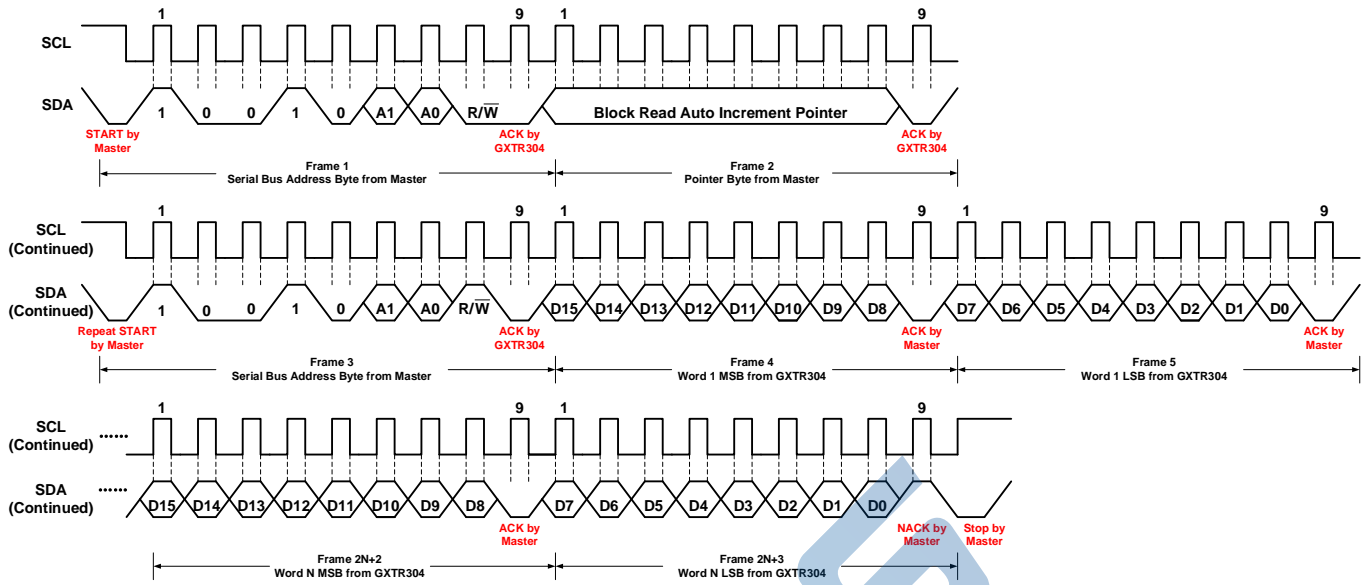 1 9 1 9
SCL
SDA
1 0 0 1 0 A1 A0 R/W̅ Block Read Auto Increment Pointer
START by
Master
ACK by
GXTR304
ACK by
GXTR304
Frame 1
Serial Bus Address Byte from Master
Frame 2
Pointer Byte from Master
1 9 1 9 1 9
SCL
(Continued)
SDA
(Continued)
1 0 0 1 0 A1 A0 R/W̅ D15 D14 D13 D12 D11 D10 D9 D8 D7 D6 D5 D4 D3 D2 D1 D0
Repeat START
by Master
ACK by
GXTR304
ACK by
Master
ACK by
Master
Frame 3
Serial Bus Address Byte from Master
Frame 4
Word 1 MSB from GXTR304
Frame 5
Word 1 LSB from GXTR304
1 9 1 9
SCL
(Continued) ······
SDA
(Continued) ······
D15 D14 D13 D12 D11 D10 D9 D8 D7 D6 D5 D4 D3 D2 D1 D0
ACK by
Master
NACK by
Master
Stop by
Master
Frame 2N+2
Word N MSB from GXTR304
Frame 2N+3
Word N LSB from GXTR304